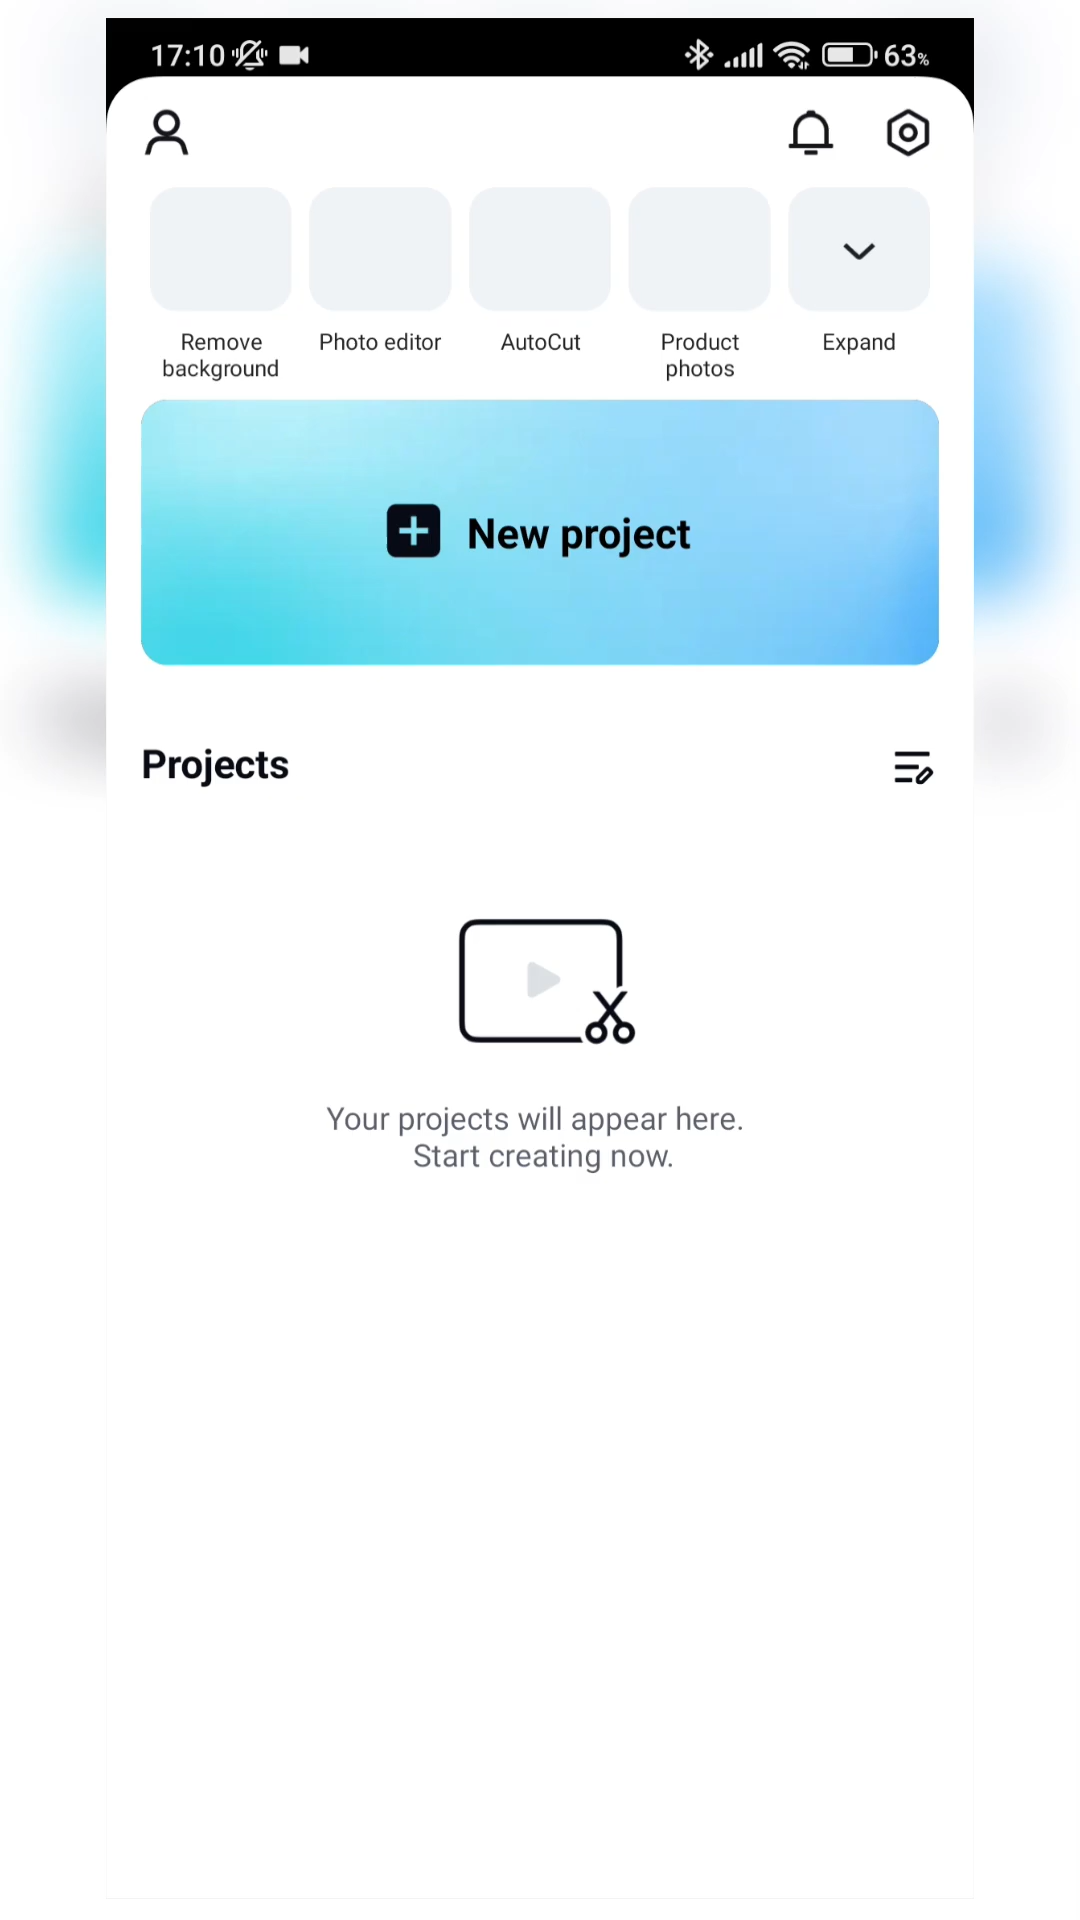 17:10
63%
Remove
background
Photo editor
AutoCut
Product
photos
Expand
New project
Projects
Your projects will appear here.
Start creating now.